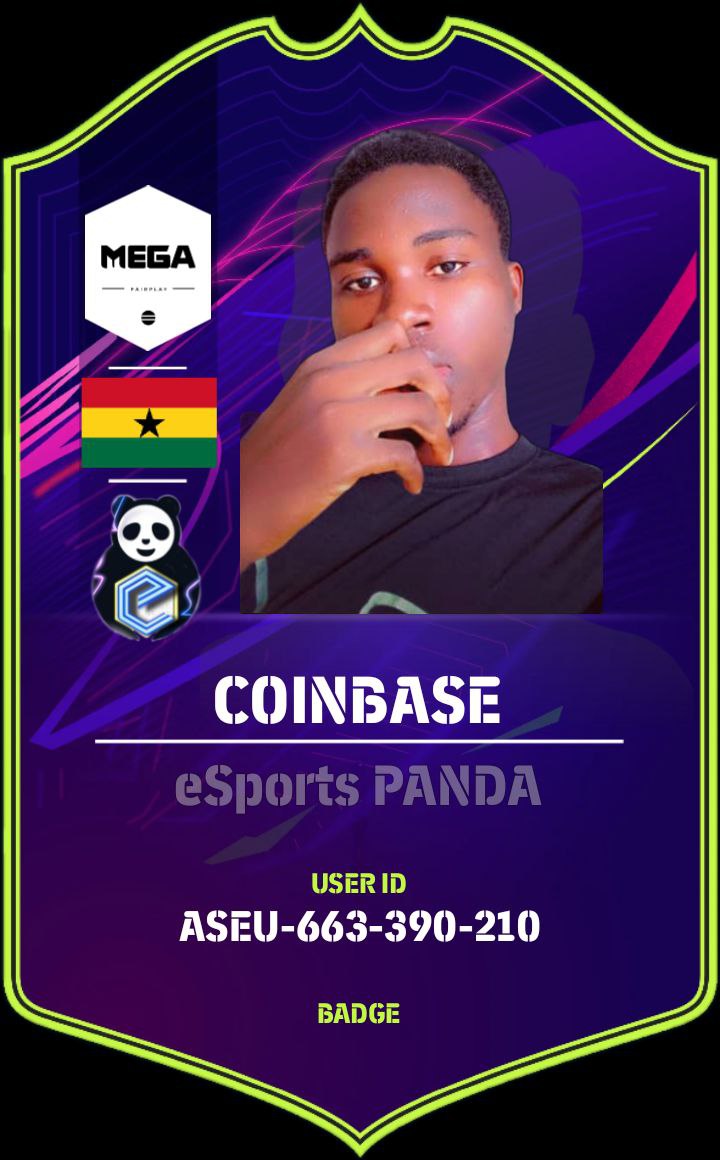 MEGA
FAIRPLAY
COINBASE
eSports PANDA
USER ID
ASEU-663-390-210
BADGE